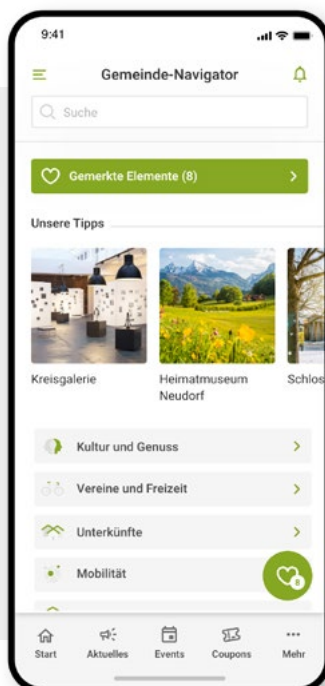 9:41
Gemeinde-Navigator
Suche
Gemerkte Elemente (8)
Unsere Tipps
Kreisgalerie
Heimatmuseum
Neudorf
Schlos
Kultur und Genuss
Vereine und Freizeit
Unterkünfte
Mobilität
8
Start
Aktuelles
Events
Coupons
Mehr